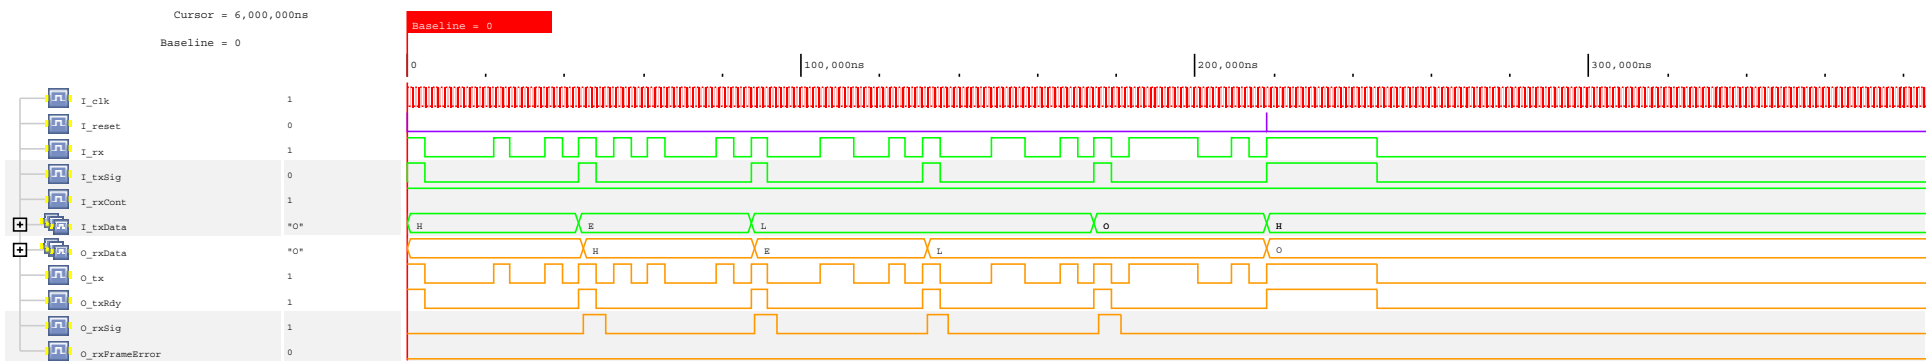 Cursor = 6,000,000ns
Baseline = 0
Baseline = 0
0 100,000ns 200,000ns 300,000ns
I_clk 1
I_reset 0
I_rx 1
I_txSig 0
I_rxCont 1
I_txData "O" H E L O H
O_rxData "O" H E L O
O_tx 1
O_txRdy 1
O_rxSig 1
O_rxFrameError 0